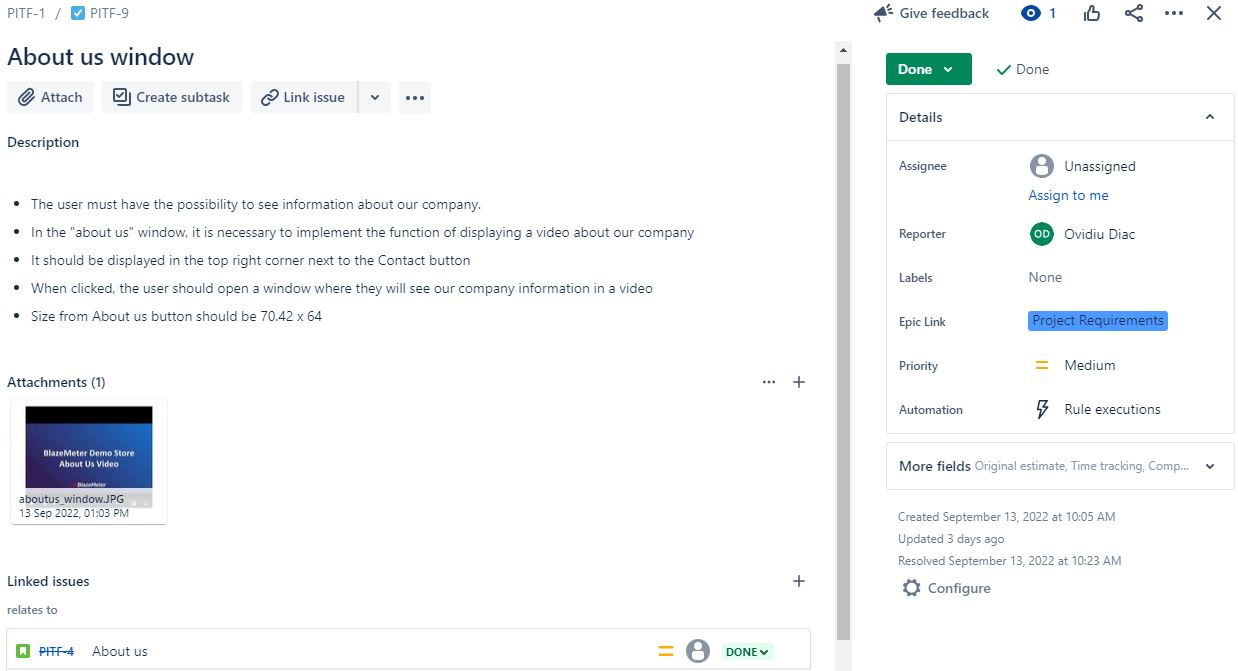 PITF-1 / PITF-9
Give feedback 1
About us window
Attach Create subtask Link issue
Description
The user must have the possibility to see information about our company.
In the "about us" window, it is necessary to implement the function of displaying a video about our company
It should be displayed in the top right corner next to the Contact button
When clicked, the user should open a window where they will see our company information in a video
Size from About us button should be 70.42 x 64
Attachments (1)
BlazeMeter Demo Store
About Us Video
BlazeMeter
aboutus_window.JPG
13 Sep 2022, 01:03 PM
Linked issues
relates to
PITF-4 About us DONE
Done Done
Details
Assignee Unassigned
Assign to me
Reporter OD Ovidiu Diac
Labels None
Epic Link Project Requirements
Priority Medium
Automation Rule executions
More fields Original estimate, Time tracking, Comp...
Created September 13, 2022 at 10:05 AM
Updated 3 days ago
Resolved September 13, 2022 at 10:23 AM
Configure